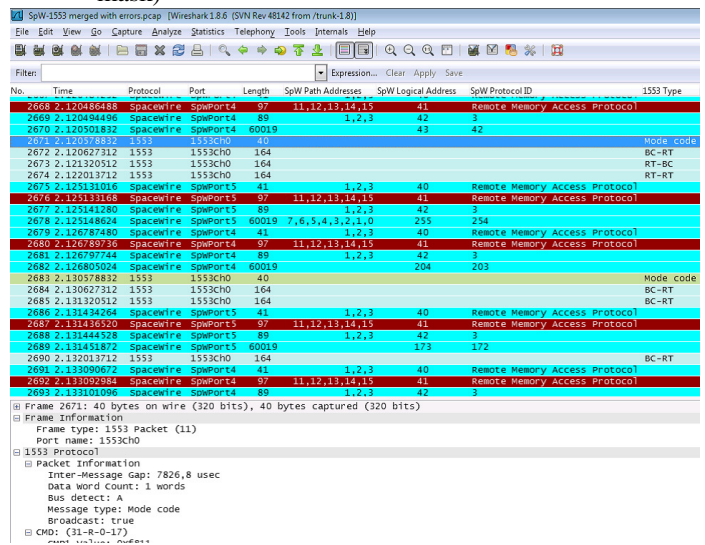 mask)
SpW-1553 merged with errors.pcap [Wireshark 1.8.6 (SVN Rev 48142 from /trunk-1.8)]
File Edit View Go Capture Analyze Statistics Telephony Tools Internals Help
Filter: Expression... Clear Apply Save
No. Time Protocol Port Length SpW Path Addresses SpW Logical Address SpW Protocol ID 1553 Type
2668 2.120486488 SpaceWire SpWPort4 97 11,12,13,14,15 41 Remote Memory Access Protocol
2669 2.120494496 SpaceWire SpWPort4 89 1,2,3 42 3
2670 2.120501832 SpaceWire SpWPort4 60019 43 42
2671 2.120578832 1553 1553Ch0 40 Mode code
2672 2.120627312 1553 1553Ch0 164 BC-RT
2673 2.121320512 1553 1553Ch0 164 RT-BC
2674 2.122013712 1553 1553Ch0 164 RT-RT
2675 2.125131016 SpaceWire SpWPort5 41 1,2,3 40 Remote Memory Access Protocol
2676 2.125133168 SpaceWire SpWPort5 97 11,12,13,14,15 41 Remote Memory Access Protocol
2677 2.125141280 SpaceWire SpWPort5 89 1,2,3 42 3
2678 2.125148624 SpaceWire SpWPort5 60019 7,6,5,4,3,2,1,0 255 254
2679 2.126787480 SpaceWire SpWPort4 41 1,2,3 40 Remote Memory Access Protocol
2680 2.126789736 SpaceWire SpWPort4 97 11,12,13,14,15 41 Remote Memory Access Protocol
2681 2.126797744 SpaceWire SpWPort4 89 1,2,3 42 3
2682 2.126805024 SpaceWire SpWPort4 60019 204 203
2683 2.130578832 1553 1553Ch0 40 Mode code
2684 2.130627312 1553 1553Ch0 164 BC-RT
2685 2.131320512 1553 1553Ch0 164 BC-RT
2686 2.131434264 SpaceWire SpWPort5 41 1,2,3 40 Remote Memory Access Protocol
2687 2.131436520 SpaceWire SpWPort5 97 11,12,13,14,15 41 Remote Memory Access Protocol
2688 2.131444528 SpaceWire SpWPort5 89 1,2,3 42 3
2689 2.131451872 SpaceWire SpWPort5 60019 173 172
2690 2.132013712 1553 1553Ch0 164 BC-RT
2691 2.133090672 SpaceWire SpWPort4 41 1,2,3 40 Remote Memory Access Protocol
2692 2.133092984 SpaceWire SpWPort4 97 11,12,13,14,15 41 Remote Memory Access Protocol
2693 2.133101096 SpaceWire SpWPort4 89 1,2,3 42 3
Frame 2671: 40 bytes on wire (320 bits), 40 bytes captured (320 bits)
Frame Information
Frame type: 1553 Packet (11)
Port name: 1553Ch0
1553 Protocol
Packet Information
Inter-Message Gap: 7826,8 usec
Data Word Count: 1 words
Bus detect: A
Message type: Mode code
Broadcast: true
CMD: (31-R-0-17)